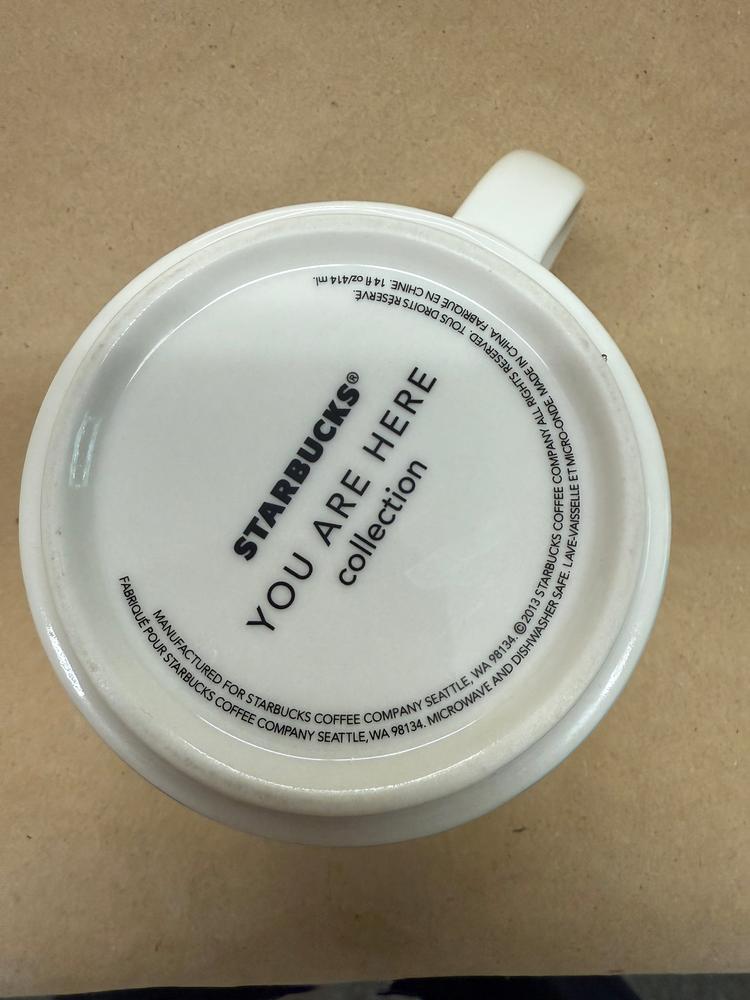 STARBUCKS®
YOU ARE HERE
collection
MANUFACTURED FOR STARBUCKS COFFEE COMPANY SEATTLE, WA 98134. ©2013 STARBUCKS COFFEE COMPANY ALL RIGHTS RESERVED. TOUS DROITS RÉSERVÉ.
FABRIQUÉ POUR STARBUCKS COFFEE COMPANY SEATTLE, WA 98134. MICROWAVE AND DISHWASHER SAFE. LAVE-VAISSELLE ET MICRO-ONDE. MADE IN CHINA. FABRIQUÉ EN CHINE. 14 fl oz/414 ml.